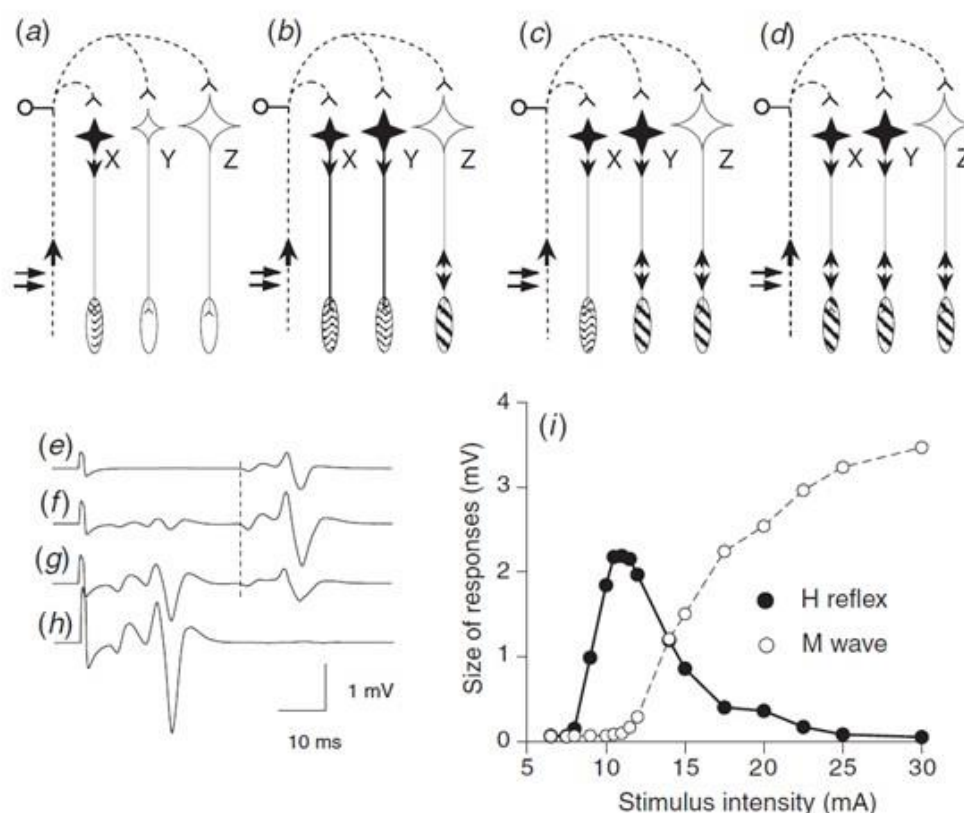 (a) (b) (c) (d)
X Y Z X Y Z X Y Z X Y Z
(e)
(f)
(g)
(h)
1 mV
10 ms
(i)
Size of responses (mV)
4
3
2
1
0
H reflex
M wave
5 10 15 20 25 30
Stimulus intensity (mA)